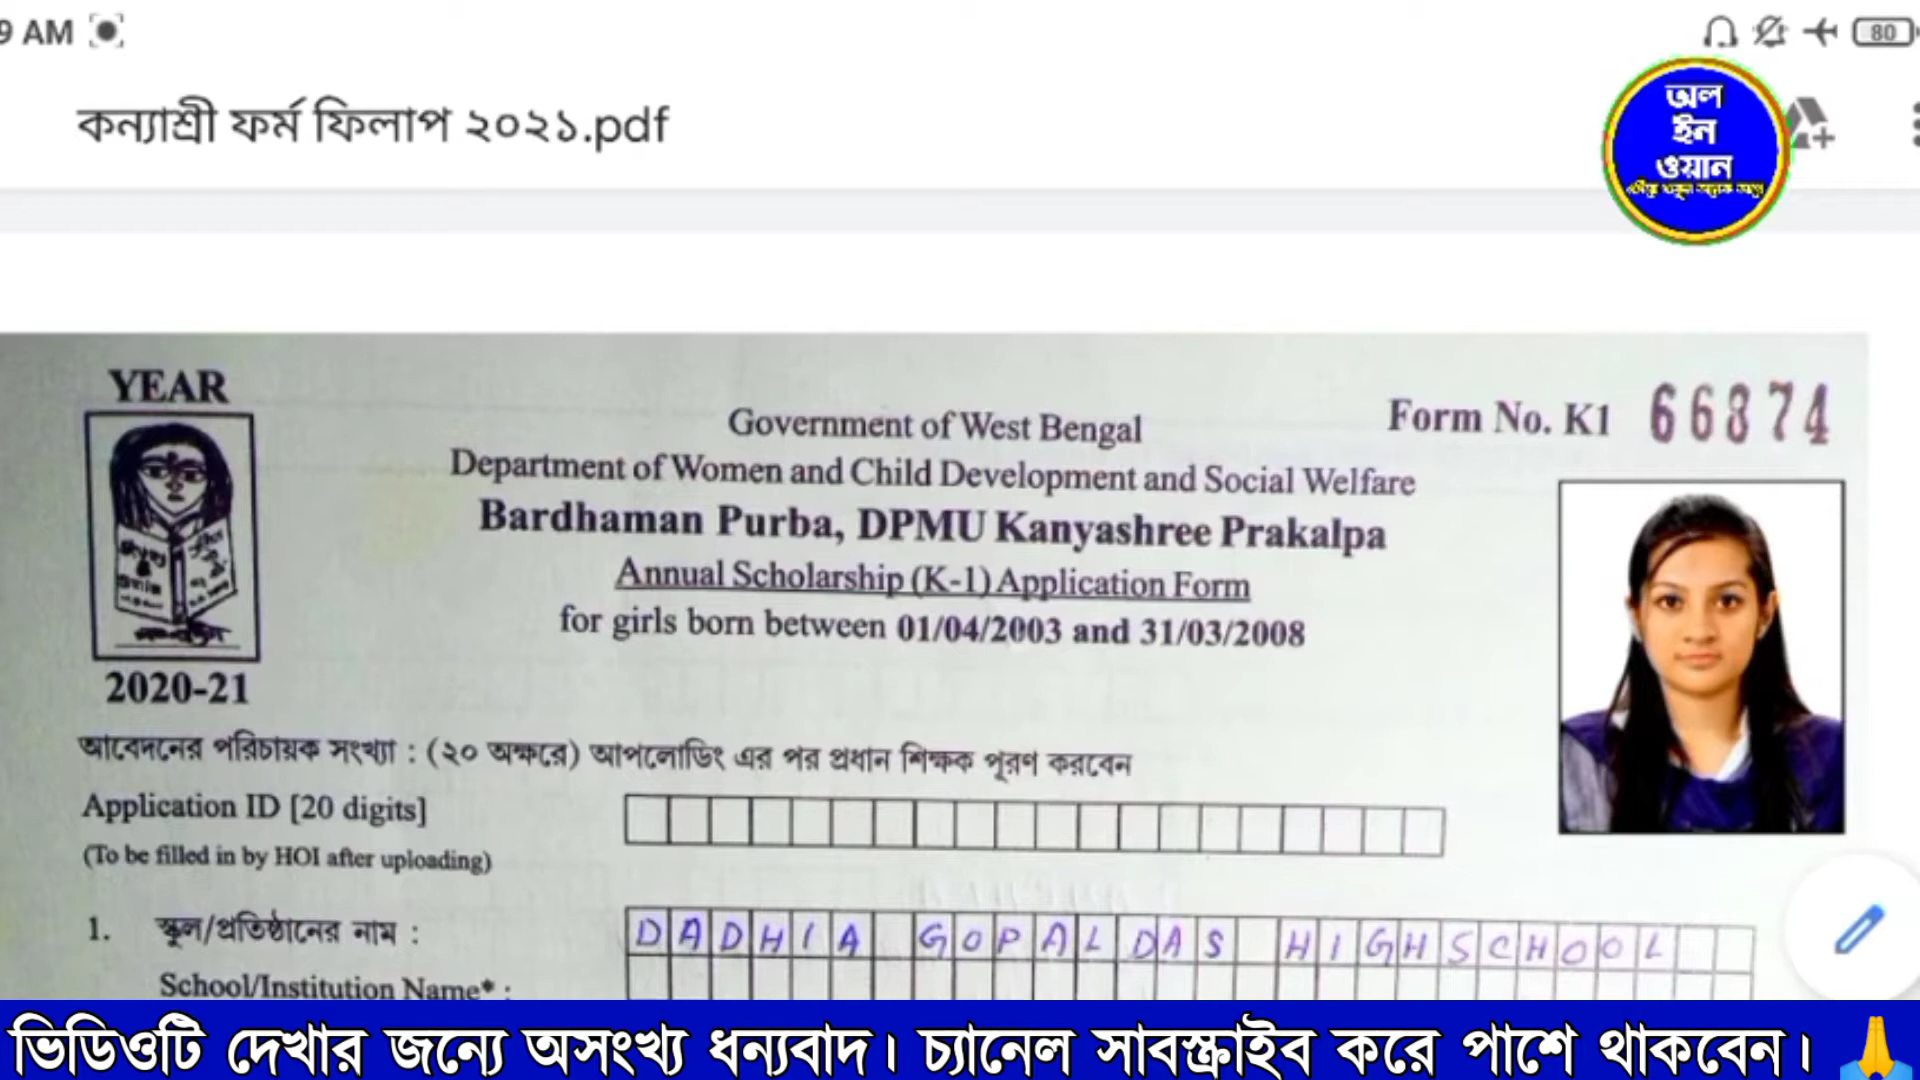 9 AM
80
কন্যাশ্রী ফর্ম ফিলাপ ২০২১.pdf
অল
ইন
ওয়ান
YEAR
2020-21
Form No. K1 66874
Government of West Bengal
Department of Women and Child Development and Social Welfare
Bardhaman Purba, DPMU Kanyashree Prakalpa
Annual Scholarship (K-1) Application Form
for girls born between 01/04/2003 and 31/03/2008
আবেদনের পরিচায়ক সংখ্যা : (২০ অক্ষরে) আপলোডিং এর পর প্রধান শিক্ষক পূরণ করবেন
Application ID [20 digits]
(To be filled in by HOI after uploading)
1. স্কুল/প্রতিষ্ঠানের নাম : DADHIA GOPALDAS HIGHSCHOOL
School/Institution Name* :
ভিডিওটি দেখার জন্যে অসংখ্য ধন্যবাদ। চ্যানেল সাবস্ক্রাইব করে পাশে থাকবেন। 🙏